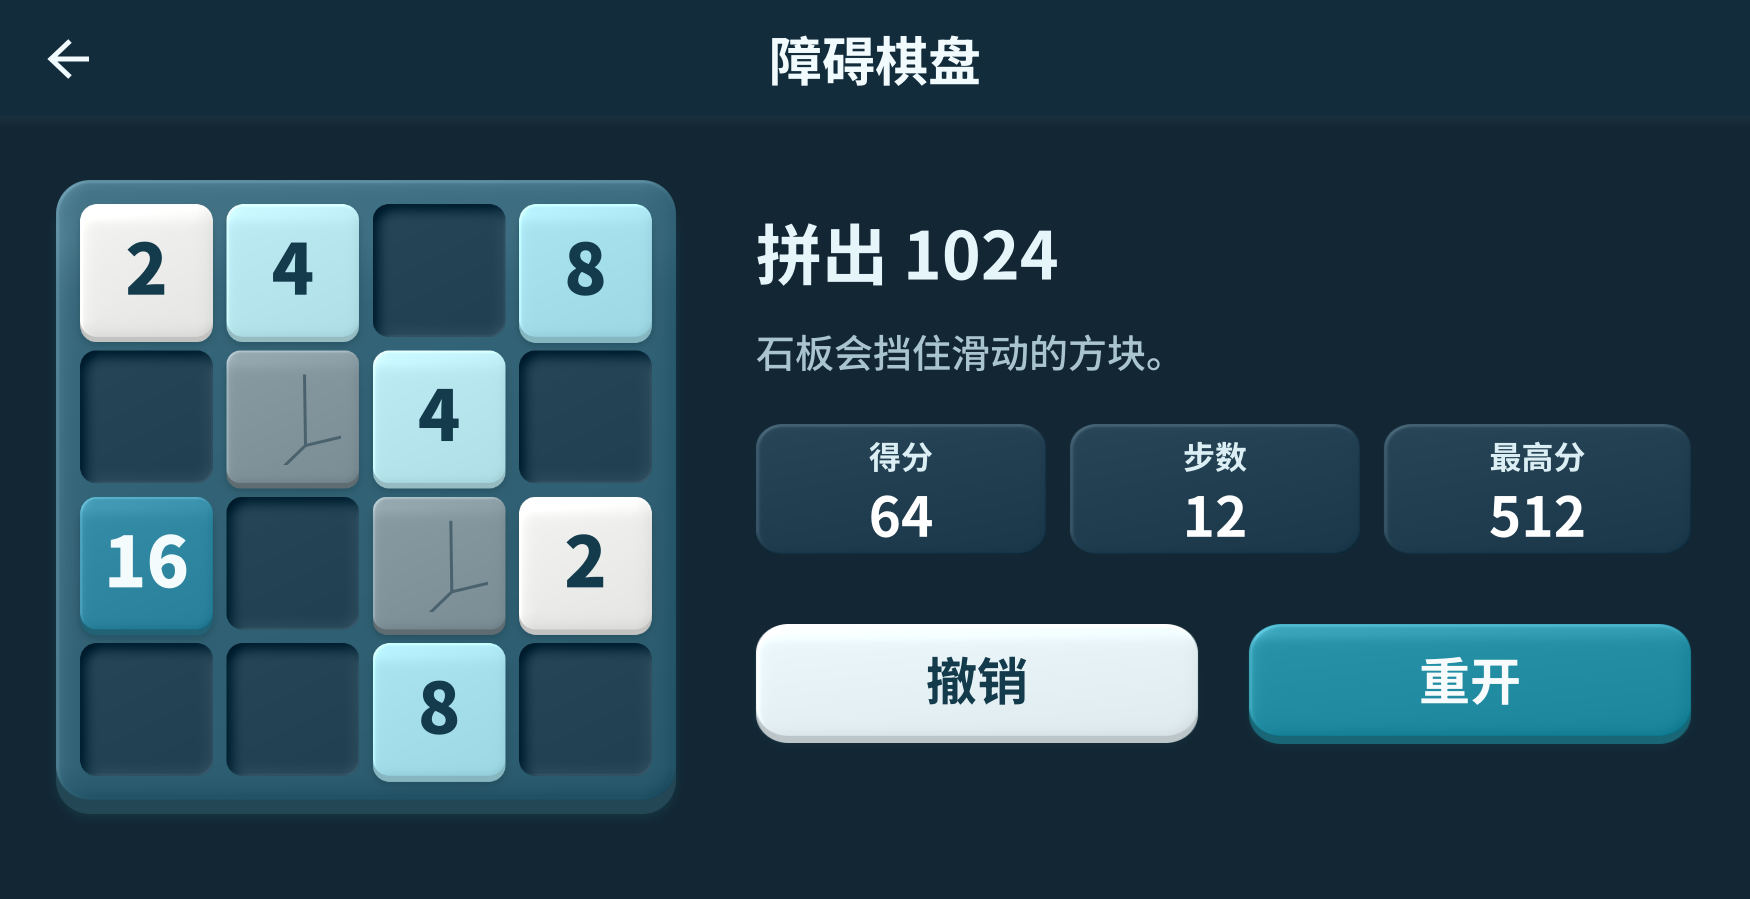 障碍棋盘
2 4 8
4
16 2
8
拼出 1024
石板会挡住滑动的方块。
得分 步数 最高分
64 12 512
撤销 重开